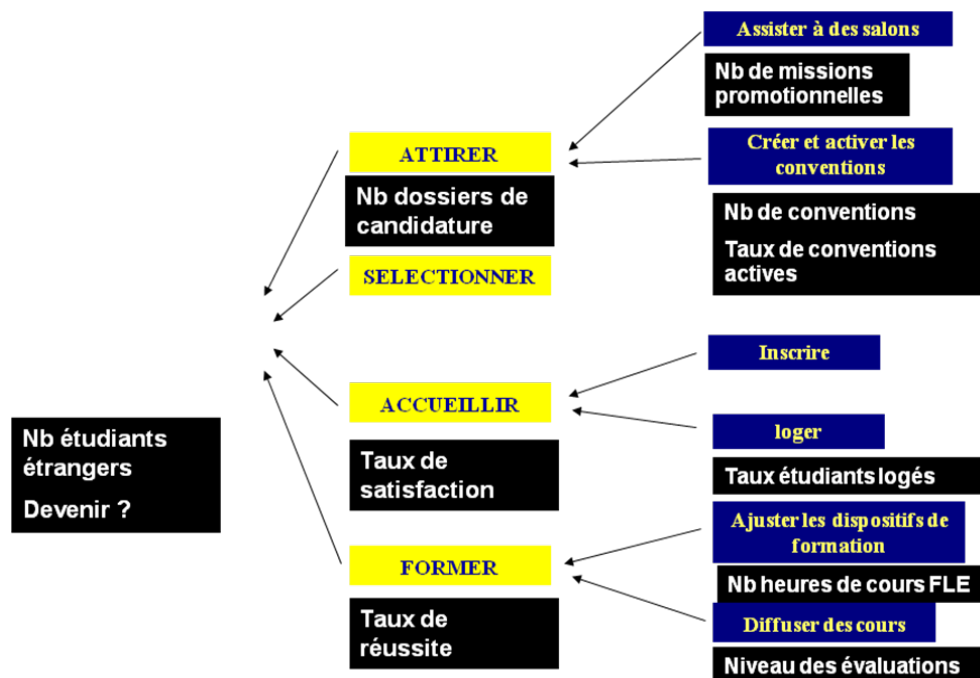 Assister à des salons
Nb de missions
promotionnelles
ATTIRER
Créer et activer les
conventions
Nb dossiers de
candidature
Nb de conventions
Taux de conventions
actives
SELECTIONNER
Inscrire
ACCUEILLIR
loger
Nb étudiants
étrangers
Devenir ?
Taux de
satisfaction
Taux étudiants logés
Ajuster les dispositifs de
formation
FORMER
Nb heures de cours FLE
Taux de
réussite
Diffuser des cours
Niveau des évaluations